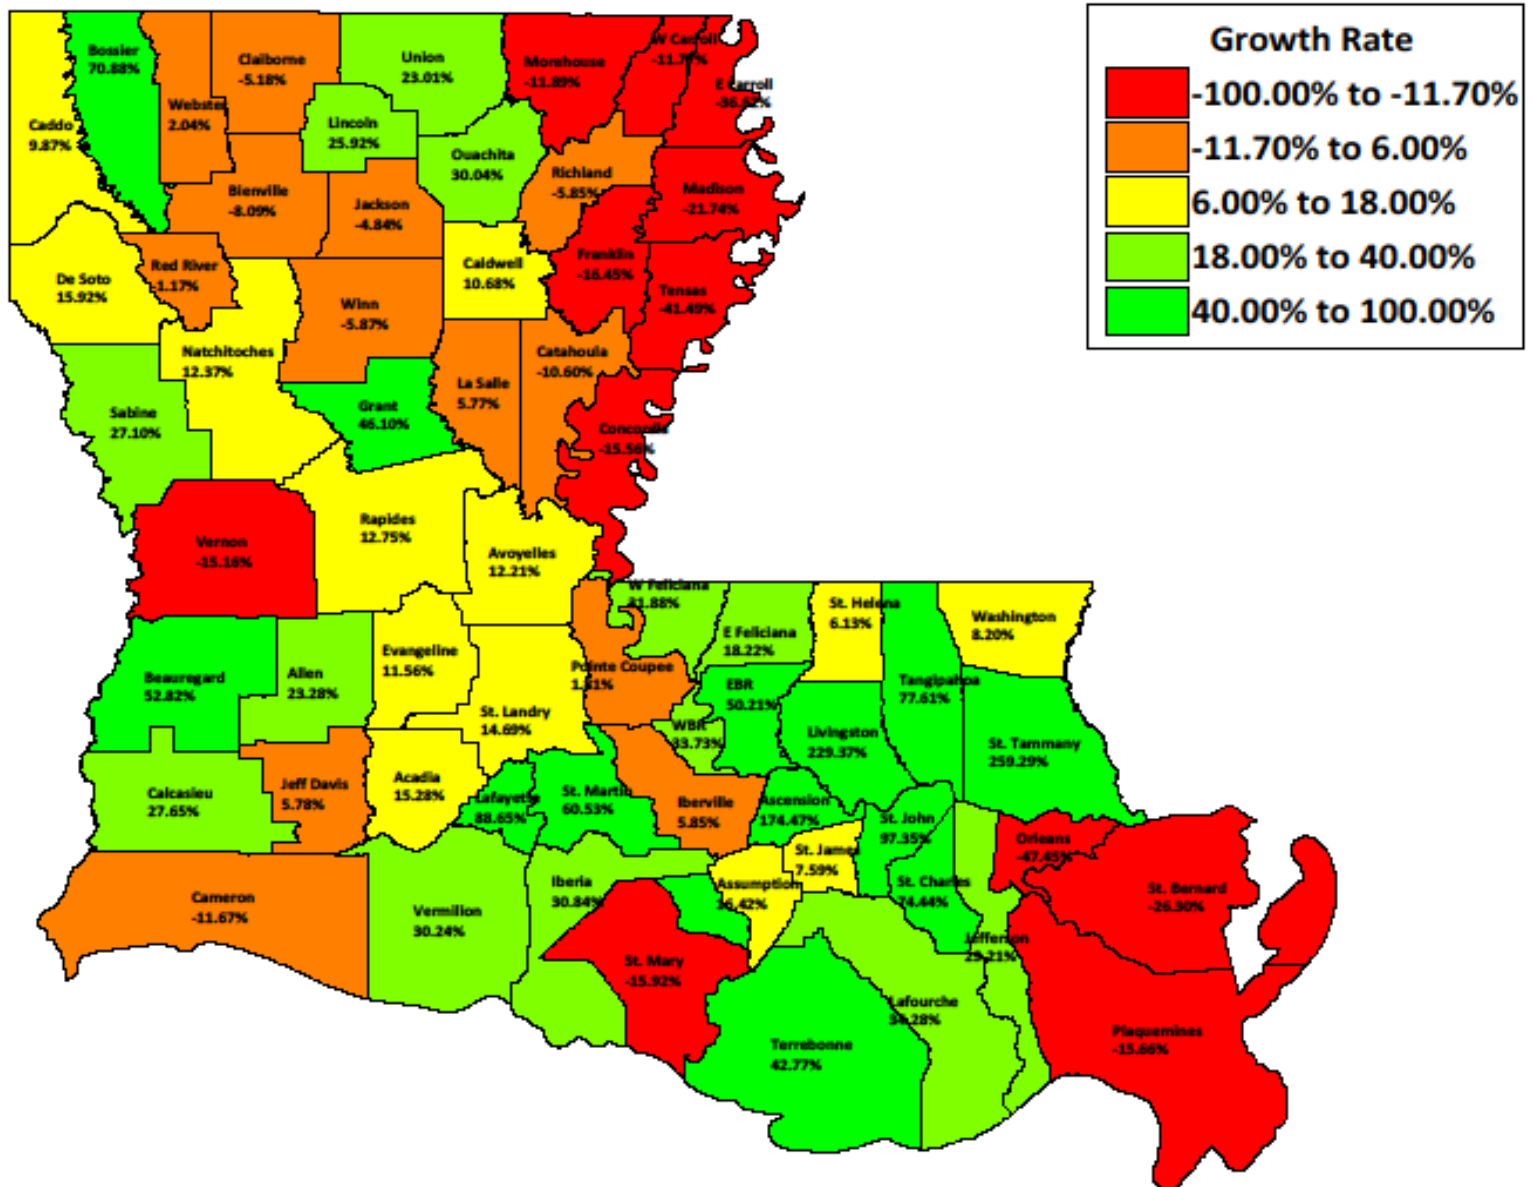 Growth Rate
-100.00% to -11.70%
-11.70% to 6.00%
6.00% to 18.00%
18.00% to 40.00%
40.00% to 100.00%
Caddo
9.87%
Bossier
70.88%
Webster
2.04%
Claiborne
-5.18%
Union
23.01%
Lincoln
25.92%
Morehouse
-11.89%
W Carroll
E Carroll
Ouachita
30.04%
Richland
-5.85%
Madison
-21.74%
Bienville
-8.09%
Jackson
-4.84%
De Soto
15.92%
Red River
-1.17%
Caldwell
10.68%
Franklin
-16.45%
Tensas
-41.49%
Winn
-5.87%
Natchitoches
12.37%
Catahoula
-10.60%
La Salle
5.77%
Sabine
27.10%
Grant
46.10%
Concordia
-15.56%
Vernon
-15.16%
Rapides
12.75%
Avoyelles
12.21%
W Feliciana
31.88%
E Feliciana
18.22%
St. Helena
6.13%
Washington
8.20%
Beauregard
52.82%
Allen
23.28%
Evangeline
11.56%
Pointe Coupee
EBR
50.21%
Tangipahoa
77.61%
St. Landry
14.69%
WBR
33.73%
Livingston
229.37%
St. Tammany
259.29%
Calcasieu
27.65%
Jeff Davis
5.78%
Acadia
15.28%
Lafayette
88.65%
St. Martin
60.53%
Iberville
5.85%
Ascension
174.47%
St. John
97.35%
Orleans
-47.45%
St. James
7.59%
Cameron
-11.67%
Vermilion
30.24%
Iberia
30.84%
Assumption
16.42%
St. Charles
74.44%
St. Bernard
-26.30%
Jefferson
29.21%
St. Mary
-15.92%
Lafourche
34.28%
Terrebonne
42.77%
Plaquemines
-15.66%